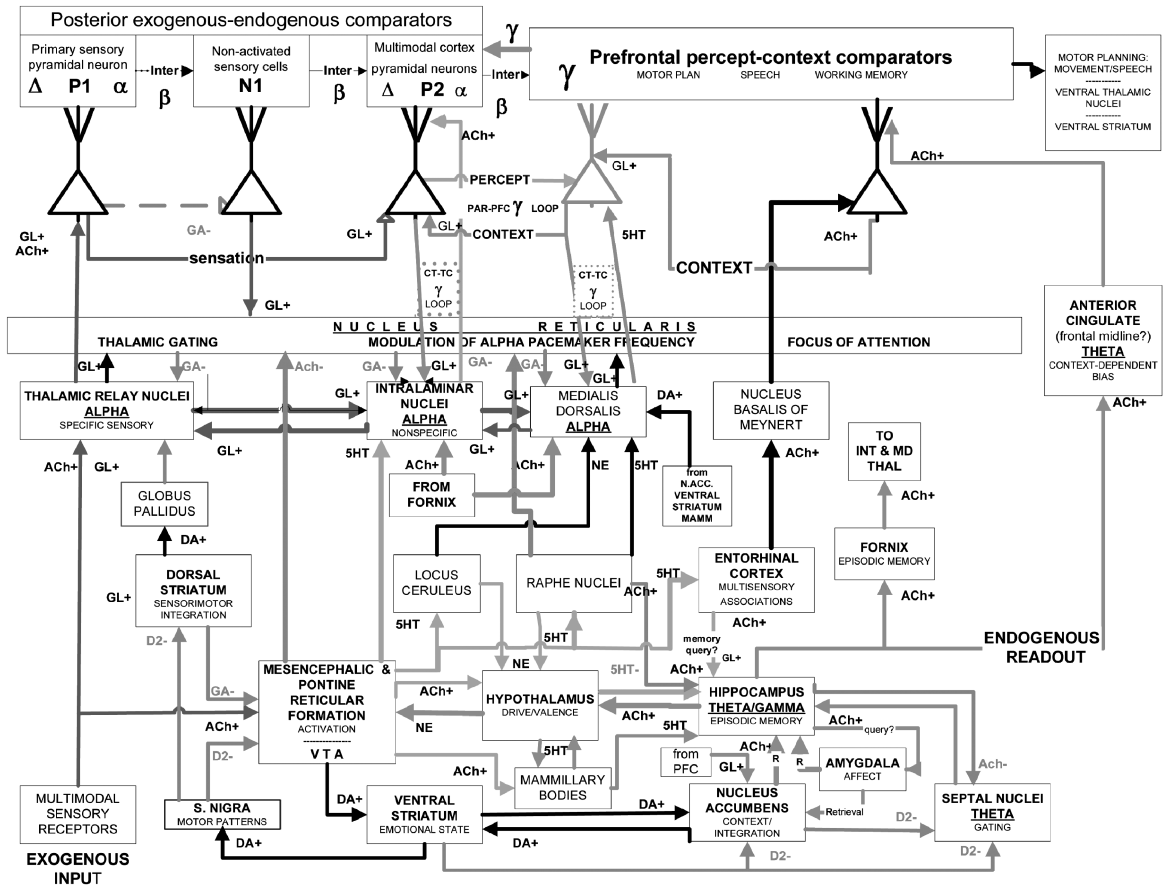 Posterior exogenous-endogenous comparators
Primary sensory
pyramidal neuron
Δ P1 α
Inter
β
Non-activated
sensory cells
N1
Inter
β
Multimodal cortex
pyramidal neurons
Δ P2 α
Inter
β
γ
Prefrontal percept-context comparators
γ
MOTOR PLAN SPEECH WORKING MEMORY
MOTOR PLANNING:
MOVEMENT/SPEECH
-----------
VENTRAL THALAMIC
NUCLEI
-----------
VENTRAL STRIATUM
ACh+
GL+
ACh+
PERCEPT
PAR-PFC γ LOOP
GL+
ACh+
GA-
GL+
GL+
CONTEXT
5HT
ACh+
sensation
CONTEXT
CT-TC
γ
LOOP
CT-TC
γ
LOOP
GL+
NUCLEUS RETICULARIS
THALAMIC GATING
MODULATION OF ALPHA PACEMAKER FREQUENCY
FOCUS OF ATTENTION
ANTERIOR
CINGULATE
(frontal midline?)
THETA
CONTEXT-DEPENDENT
BIAS
GL+
GA-
Ach-
GA-
GL+
GA-
GA-
GL+
GL+
THALAMIC RELAY NUCLEI
ALPHA
SPECIFIC SENSORY
GL+
GL+
INTRALAMINAR
NUCLEI
ALPHA
NONSPECIFIC
GL+
GL+
MEDIALIS
DORSALIS
ALPHA
DA+
NUCLEUS
BASALIS OF
MEYNERT
ACh+
TO
INT & MD
THAL
ACh+
GL+
5HT
ACh+
ACh+
NE
5HT
ACh+
ACh+
from
N.ACC.
VENTRAL
STRIATUM
MAMM
FROM
FORNIX
GLOBUS
PALLIDUS
DA+
FORNIX
EPISODIC MEMORY
ACh+
DORSAL
STRIATUM
SENSORIMOTOR
INTEGRATION
GL+
D2-
LOCUS
CERULEUS
RAPHE NUCLEI
5HT
ACh+
ENTORHINAL
CORTEX
MULTISENSORY
ASSOCIATIONS
ACh+
memory
query?
GL+
5HT
5HT
ENDOGENOUS
READOUT
MESENCEPHALIC &
PONTINE
RETICULAR
FORMATION
ACTIVATION
---------------
VTA
GA-
ACh+
D2-
ACh+
NE
NE
HYPOTHALAMUS
DRIVE/VALENCE
5HT-
ACh+
ACh+
HIPPOCAMPUS
THETA/GAMMA
EPISODIC MEMORY
ACh+
query?
5HT
5HT
ACh+
MAMMILLARY
BODIES
from
PFC
GL+
ACh+
R
R
AMYGDALA
AFFECT
Ach-
Retrieval
MULTIMODAL
SENSORY
RECEPTORS
EXOGENOUS
INPUT
S. NIGRA
MOTOR PATTERNS
DA+
DA+
VENTRAL
STRIATUM
EMOTIONAL STATE
DA+
DA+
NUCLEUS
ACCUMBENS
CONTEXT/
INTEGRATION
D2-
D2-
D2-
SEPTAL NUCLEI
THETA
GATING